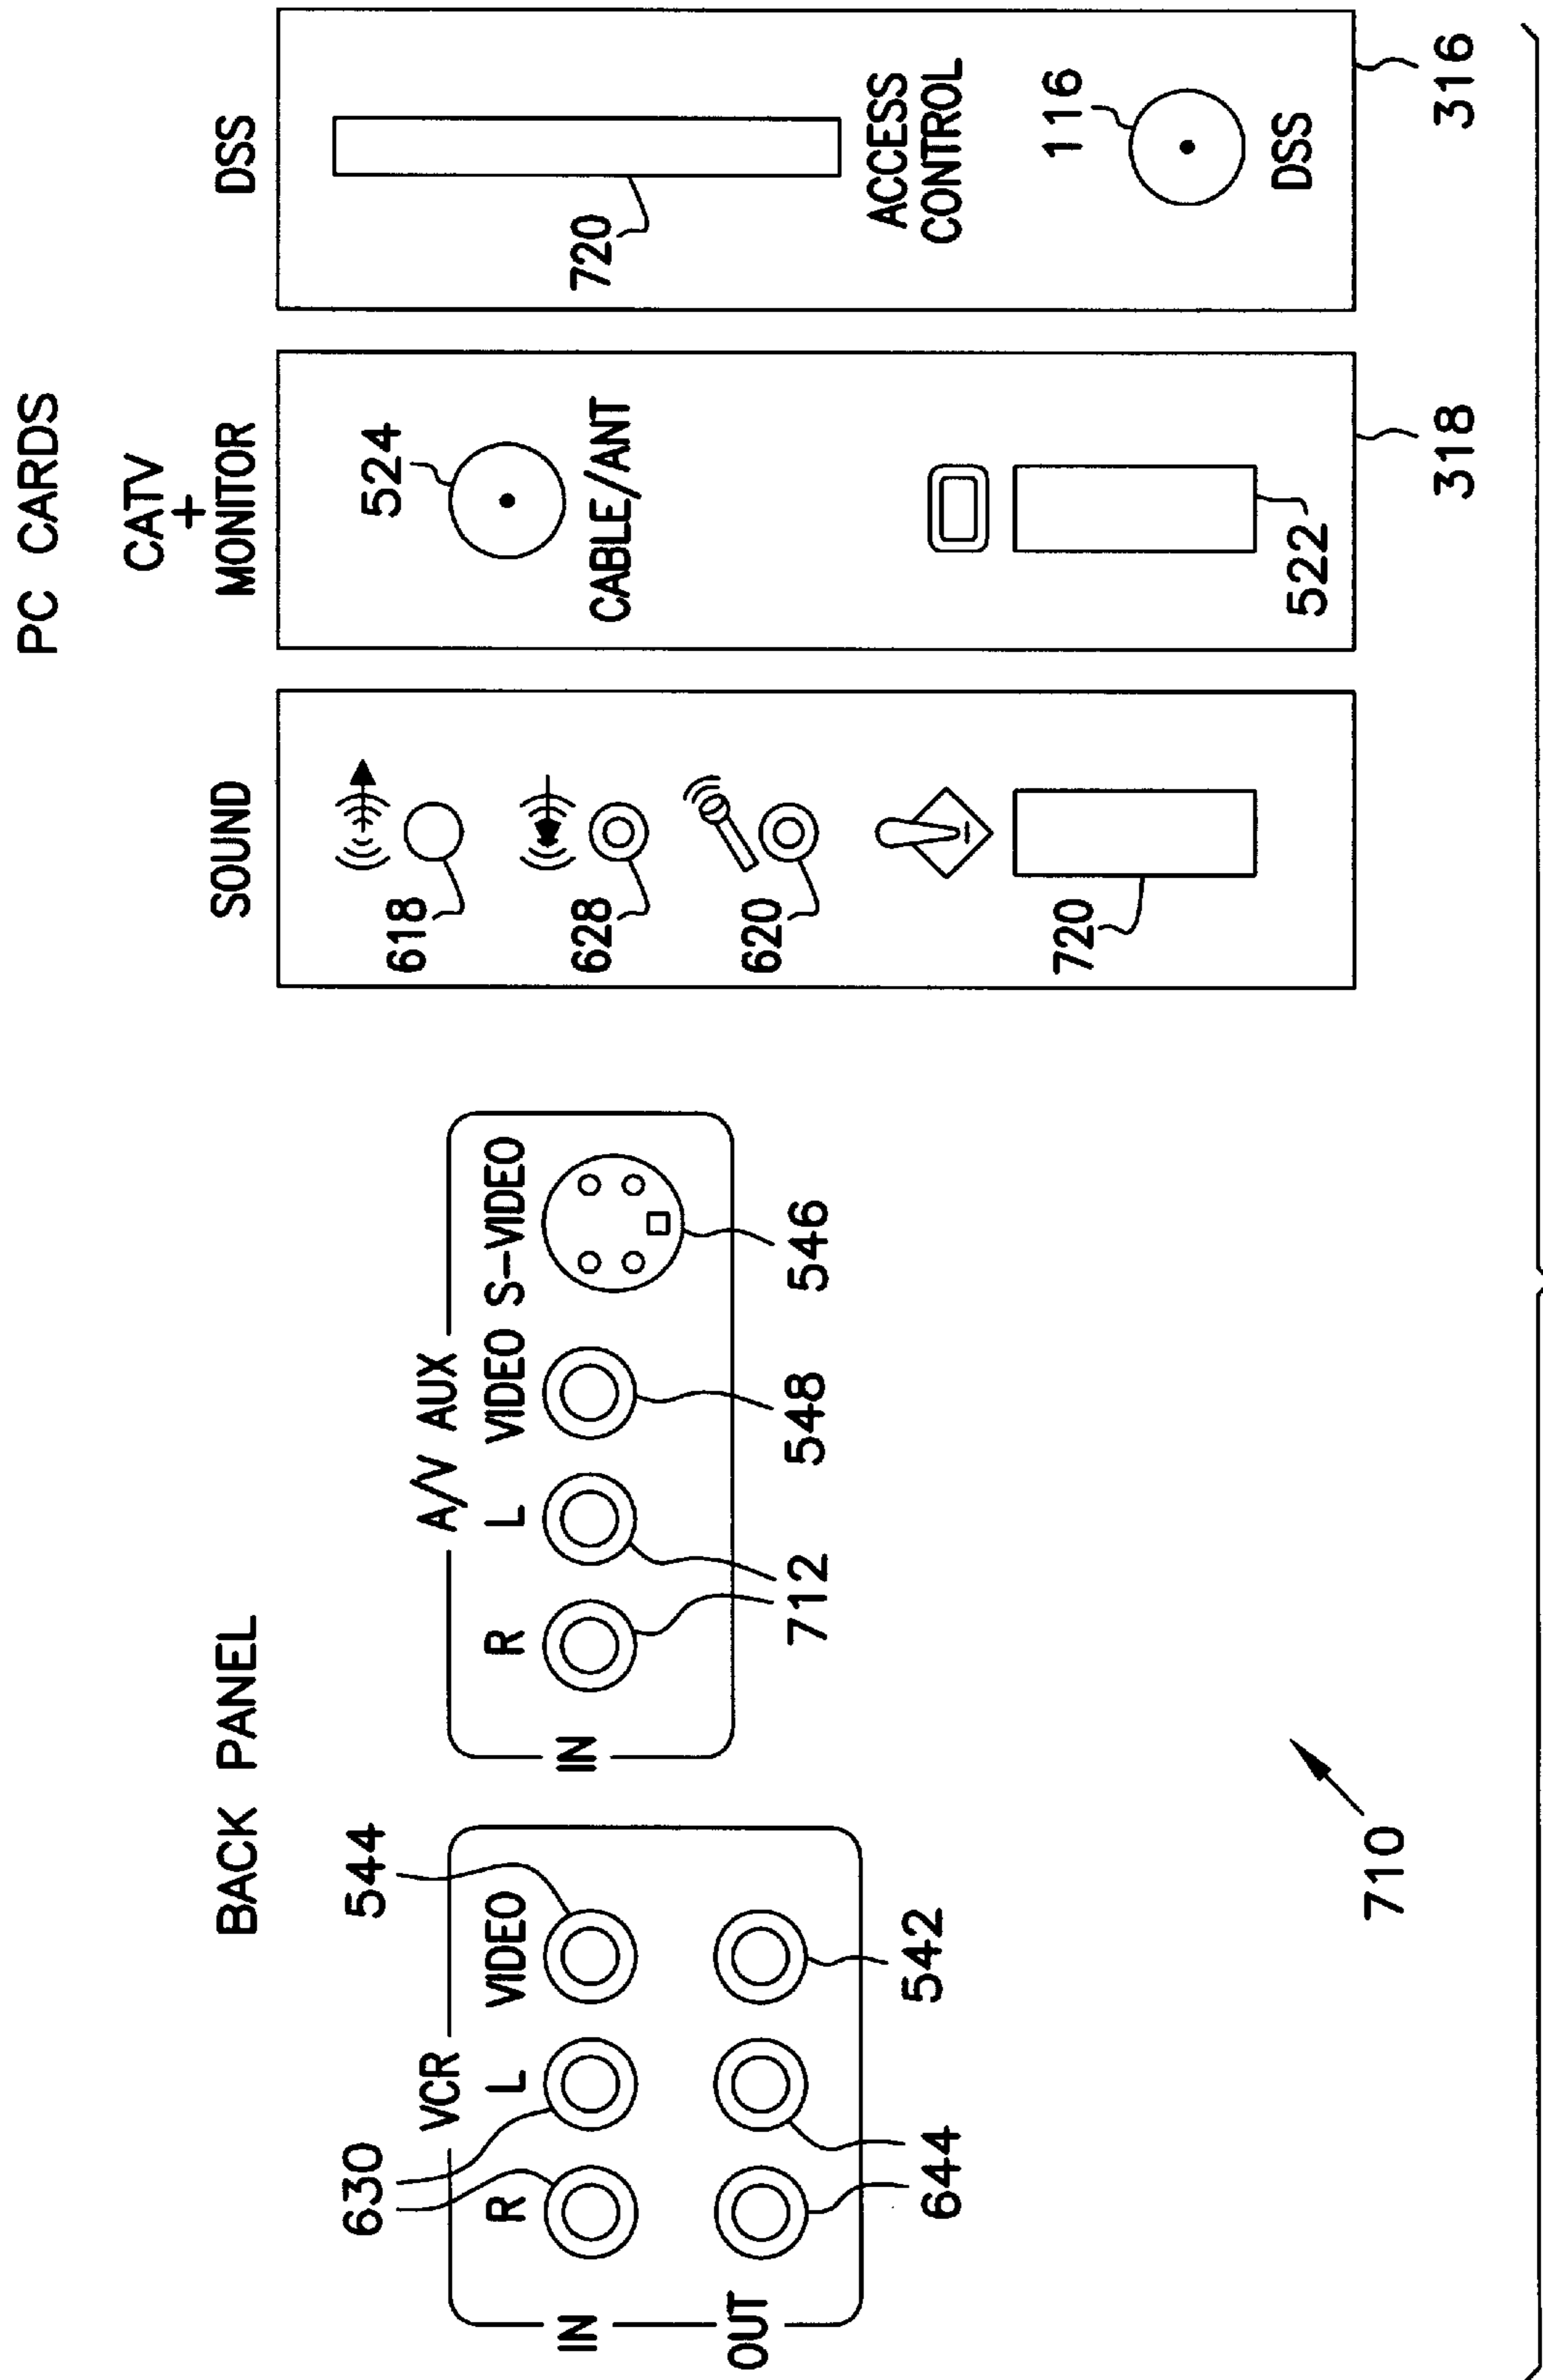 PC CARDS
BACK PANEL
SOUND
CATV
+
MONITOR
DSS
VCR
630
544
R
L
VIDEO
IN
OUT
644
542
A/V AUX
R
L
VIDEO
S-VIDEO
IN
712
548
546
710
618
628
620
720
524
CABLE/ANT
522
318
720
ACCESS
CONTROL
116
DSS
316